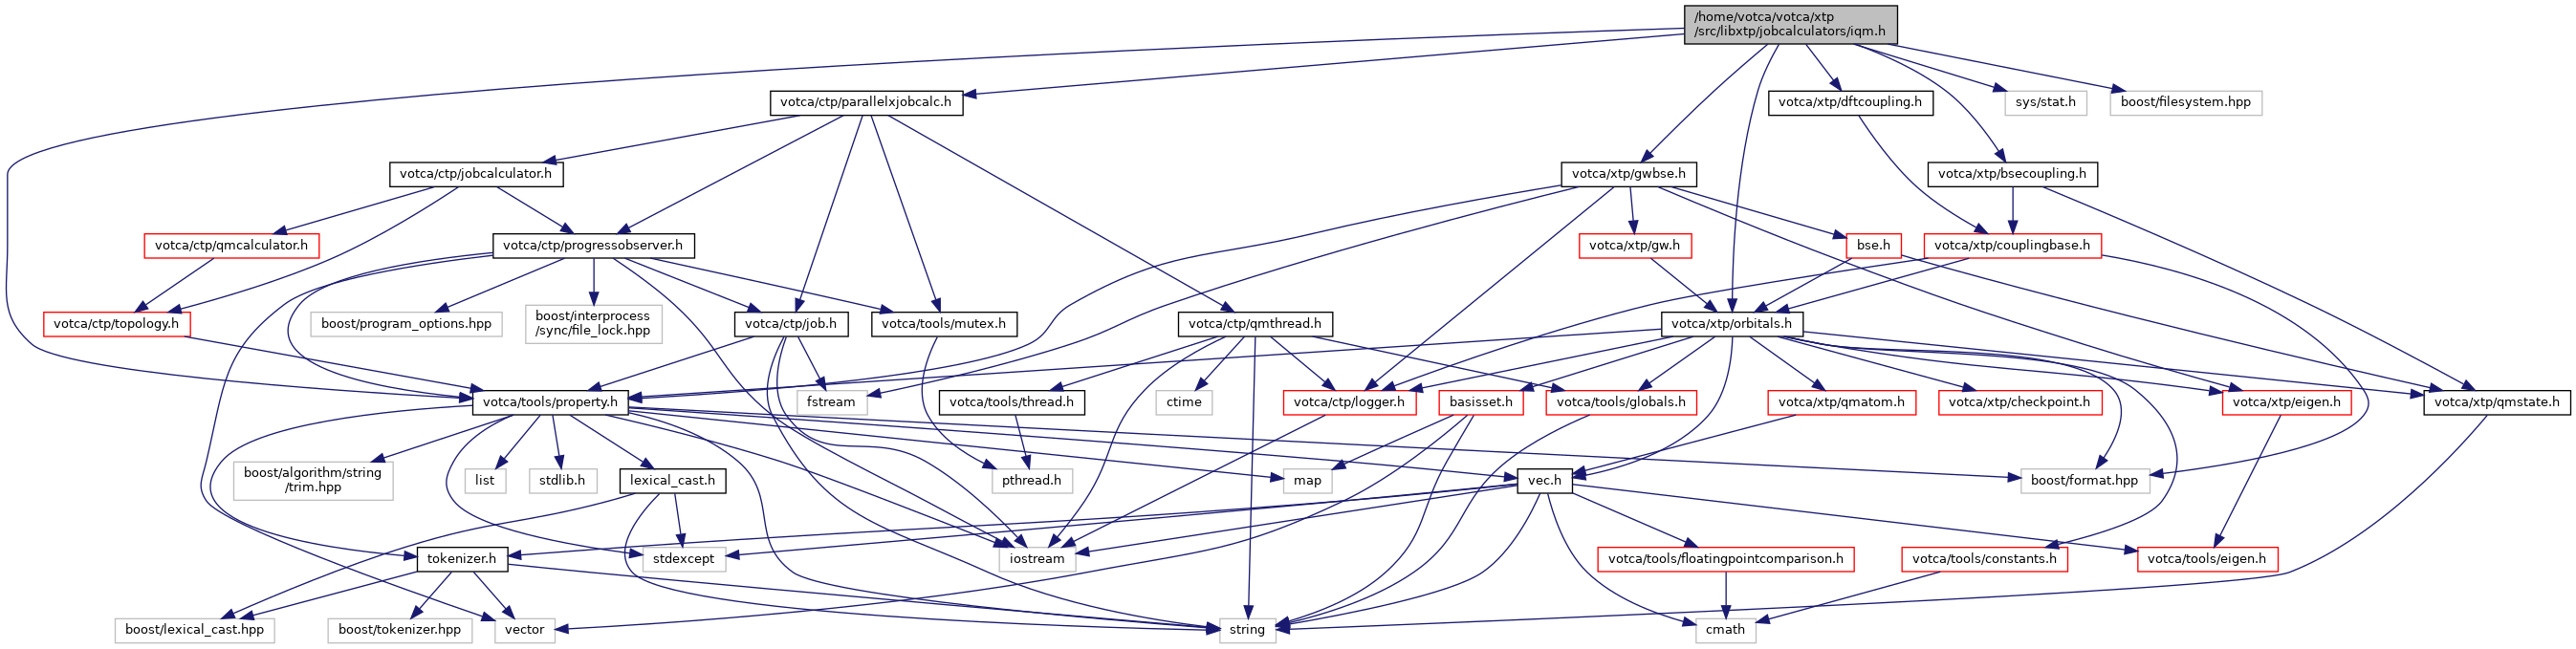 /home/votca/votca/xtp
/src/libxtp/jobcalculators/iqm.h
votca/ctp/parallelxjobcalc.h
votca/xtp/dftcoupling.h
sys/stat.h
boost/filesystem.hpp
votca/ctp/jobcalculator.h
votca/xtp/gwbse.h
votca/xtp/bsecoupling.h
votca/ctp/qmcalculator.h
votca/ctp/progressobserver.h
votca/xtp/gw.h
bse.h
votca/xtp/couplingbase.h
votca/ctp/topology.h
boost/program_options.hpp
boost/interprocess
/sync/file_lock.hpp
votca/ctp/job.h
votca/tools/mutex.h
votca/ctp/qmthread.h
votca/xtp/orbitals.h
votca/tools/property.h
fstream
votca/tools/thread.h
ctime
votca/ctp/logger.h
basisset.h
votca/tools/globals.h
votca/xtp/qmatom.h
votca/xtp/checkpoint.h
votca/xtp/eigen.h
votca/xtp/qmstate.h
boost/algorithm/string
/trim.hpp
list
stdlib.h
lexical_cast.h
pthread.h
map
vec.h
boost/format.hpp
tokenizer.h
stdexcept
iostream
votca/tools/floatingpointcomparison.h
votca/tools/constants.h
votca/tools/eigen.h
boost/lexical_cast.hpp
boost/tokenizer.hpp
vector
string
cmath